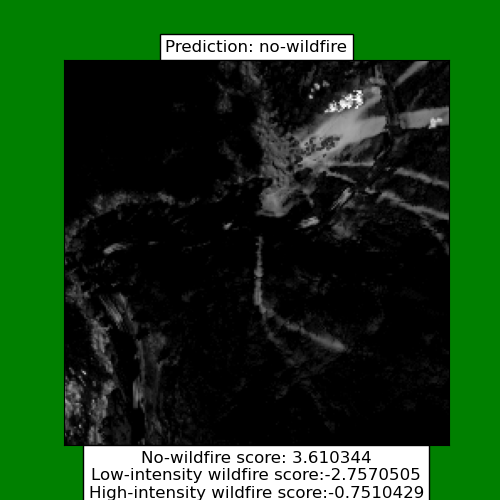 Prediction: no-wildfire
No-wildfire score: 3.610344
Low-intensity wildfire score:-2.7570505
High-intensity wildfire score:-0.7510429